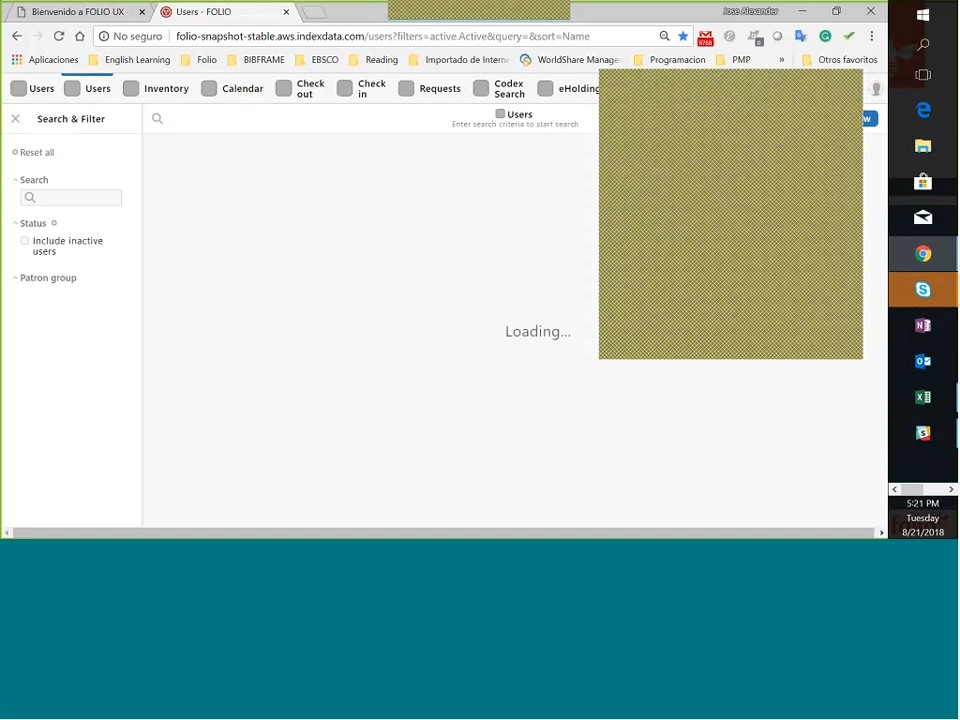 Bienvenido a FOLIO UX
Users - FOLIO
Jose Alexander
No seguro
folio-snapshot-stable.aws.indexdata.com/users?filters=active.Active&query=&sort=Name
9768
0
Aplicaciones English Learning Folio BIBFRAME EBSCO Reading Importado de Intern WorldShare Manage Programacion PMP » Otros favoritos
Users Users Inventory Calendar Check out Check in Requests Codex Search eHolding
Search & Filter
Users
Enter search criteria to start search
w
Reset all
Search
Status
Include inactive
users
Patron group
Loading...
5:21 PM
Tuesday
8/21/2018